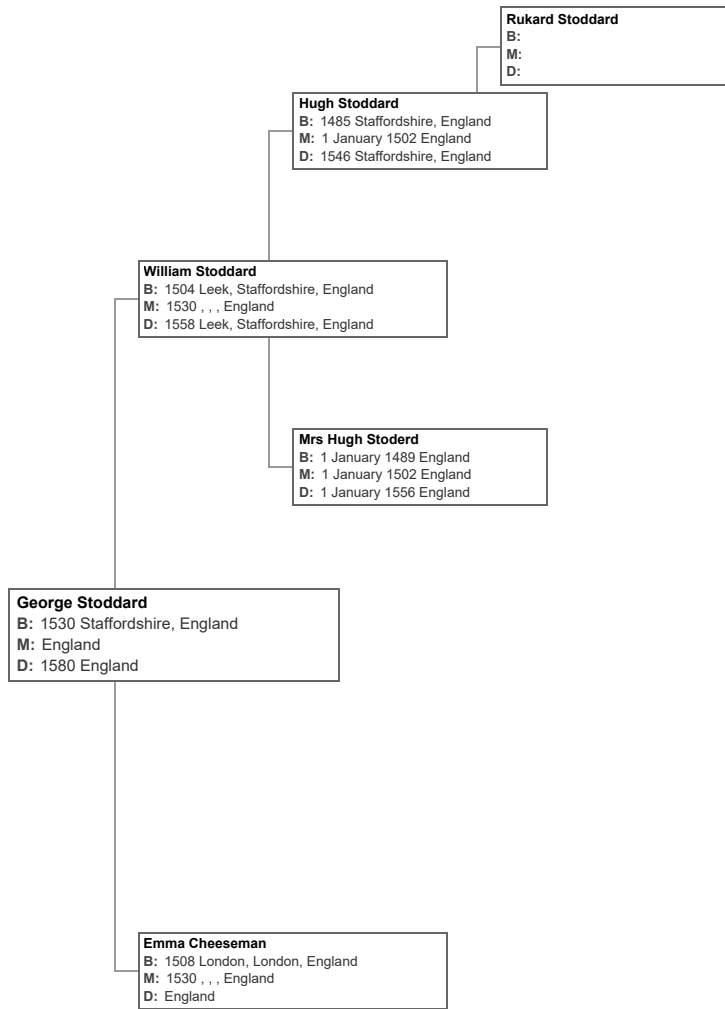 Rukard Stoddard
B:
M:
D:
Hugh Stoddard
B: 1485 Staffordshire, England
M: 1 January 1502 England
D: 1546 Staffordshire, England
William Stoddard
B: 1504 Leek, Staffordshire, England
M: 1530 , , , England
D: 1558 Leek, Staffordshire, England
Mrs Hugh Stoderd
B: 1 January 1489 England
M: 1 January 1502 England
D: 1 January 1556 England
George Stoddard
B: 1530 Staffordshire, England
M: England
D: 1580 England
Emma Cheeseman
B: 1508 London, London, England
M: 1530 , , , England
D: England